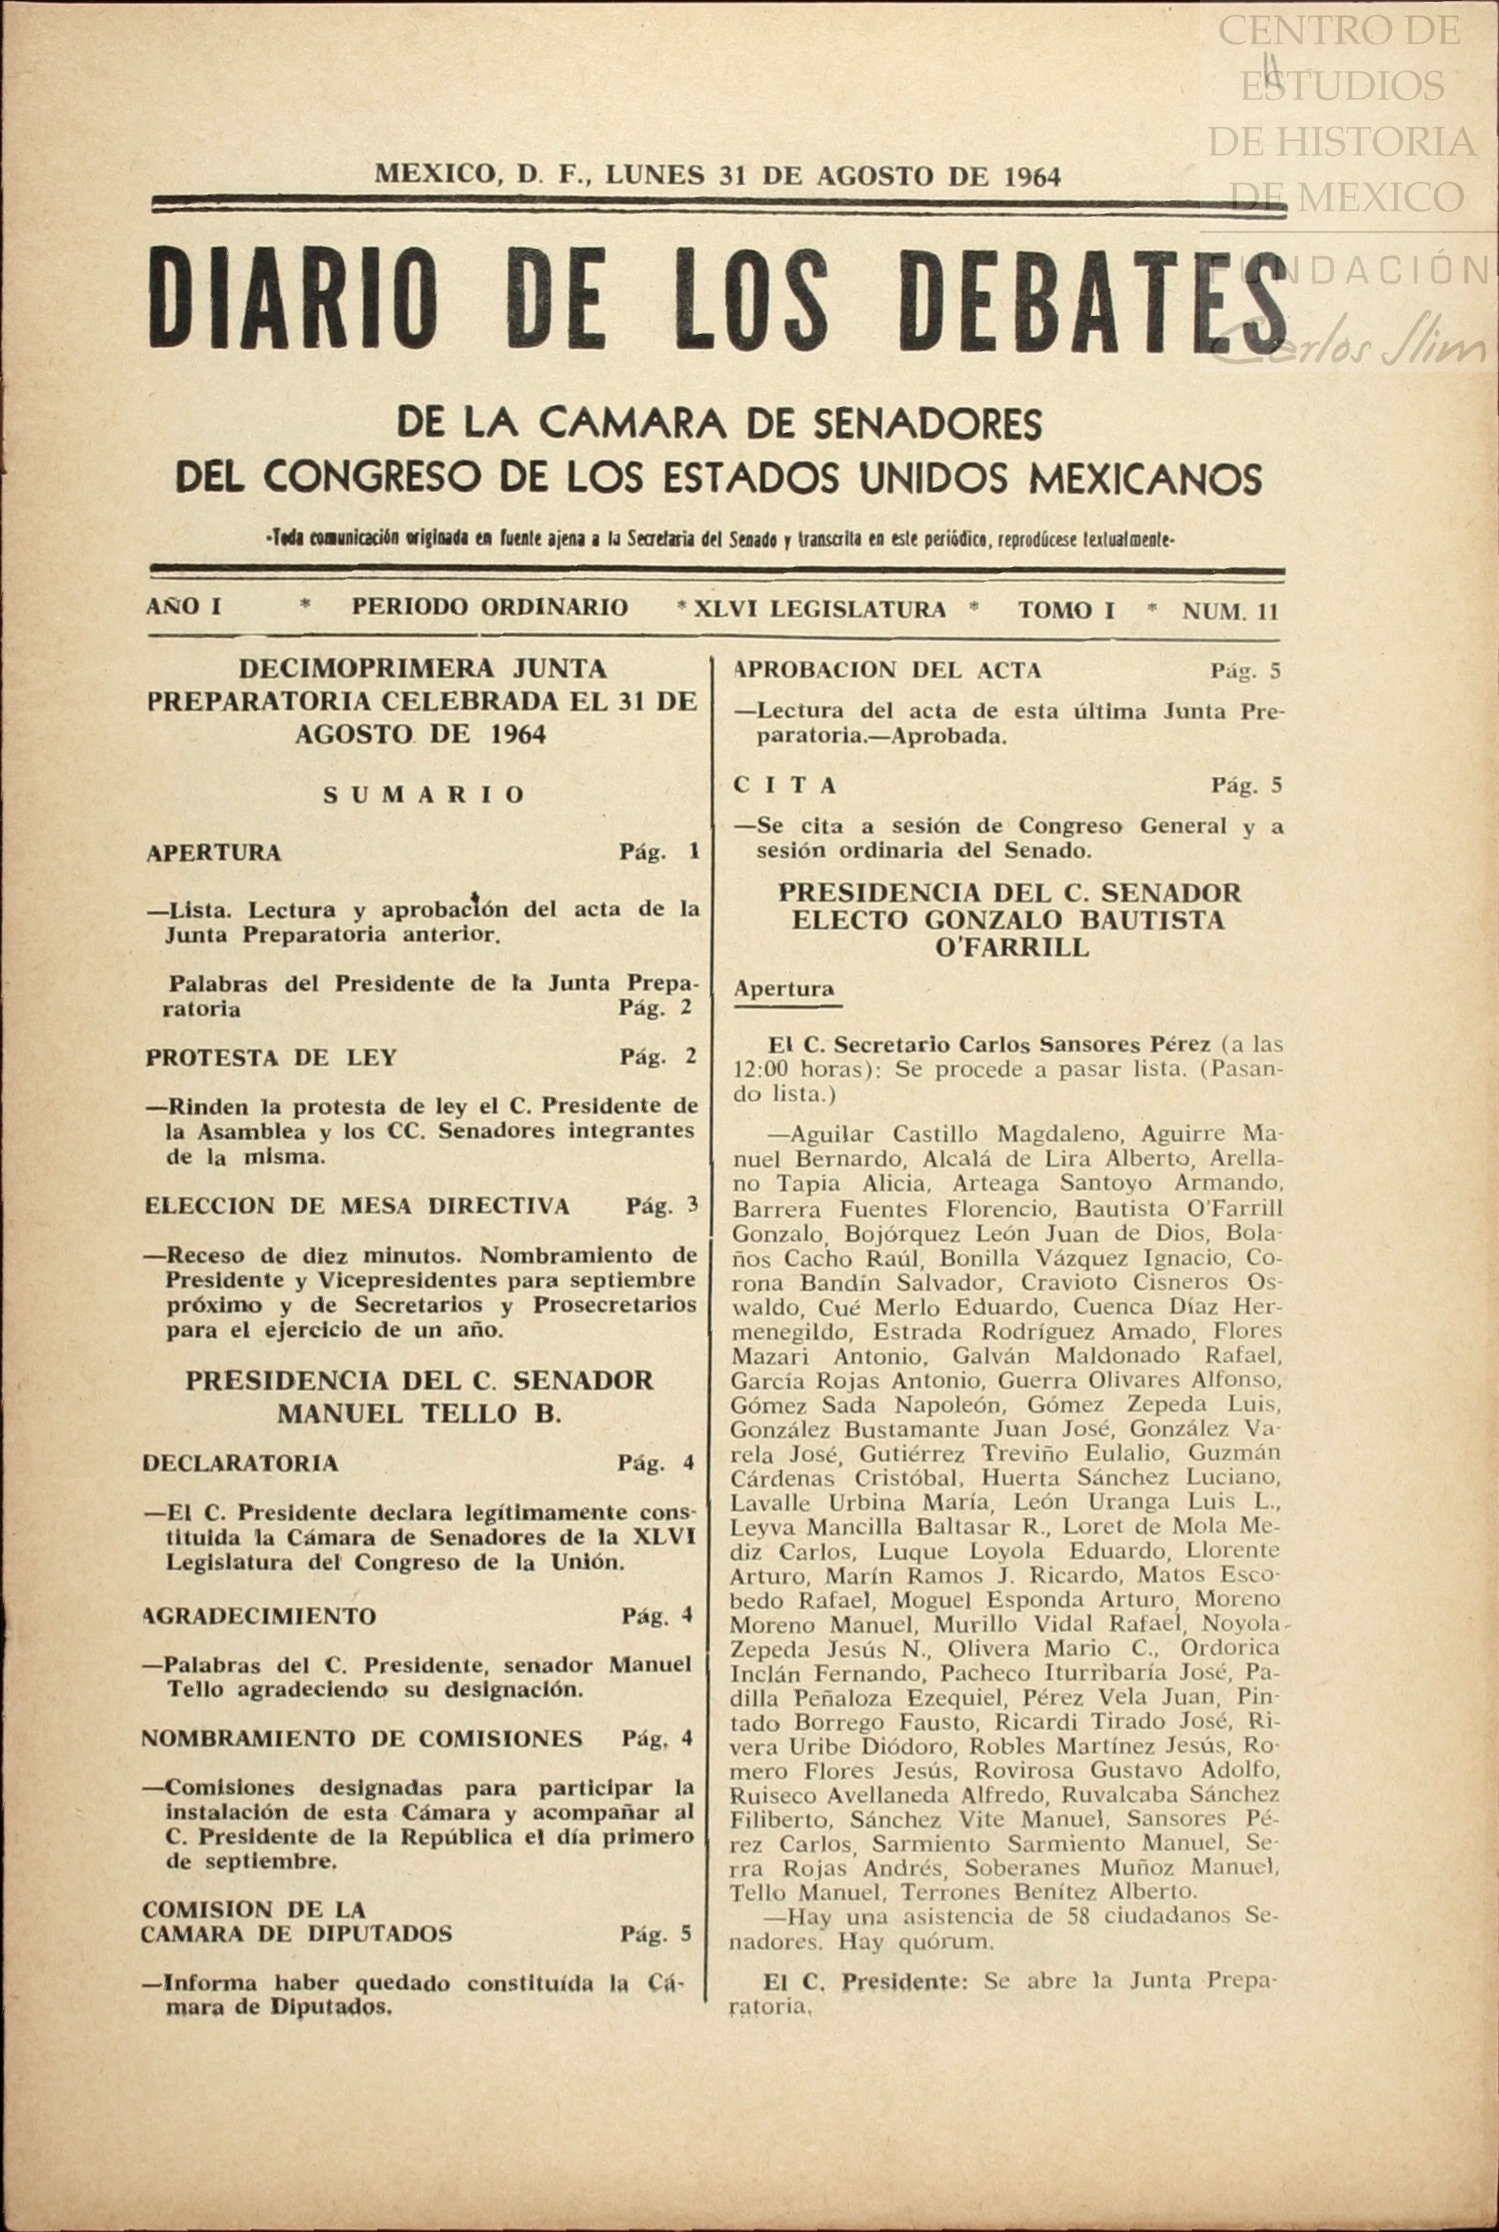 CENTRO DE
ESTUDIOS
DE HISTORIA
DE MEXICO
FUNDACIÓN
Carlos Slim
MEXICO, D. F., LUNES 31 DE AGOSTO DE 1964
DIARIO DE LOS DEBATES
DE LA CAMARA DE SENADORES
DEL CONGRESO DE LOS ESTADOS UNIDOS MEXICANOS
-Toda comunicación originada en fuente ajena a la Secretaria del Senado y transcrita en este periódico, reprodúcese textualmente-
AÑO I * PERIODO ORDINARIO * XLVI LEGISLATURA * TOMO I * NUM. 11
DECIMOPRIMERA JUNTA
PREPARATORIA CELEBRADA EL 31 DE
AGOSTO DE 1964
S U M A R I O
APERTURA Pág. 1
—Lista. Lectura y aprobación del acta de la
Junta Preparatoria anterior.
Palabras del Presidente de la Junta Prepa-
ratoria Pág. 2
PROTESTA DE LEY Pág. 2
—Rinden la protesta de ley el C. Presidente de
la Asamblea y los CC. Senadores integrantes
de la misma.
ELECCION DE MESA DIRECTIVA Pág. 3
—Receso de diez minutos. Nombramiento de
Presidente y Vicepresidentes para septiembre
próximo y de Secretarios y Prosecretarios
para el ejercicio de un año.
PRESIDENCIA DEL C. SENADOR
MANUEL TELLO B.
DECLARATORIA Pág. 4
—El C. Presidente declara legítimamente cons-
tituida la Cámara de Senadores de la XLVI
Legislatura del Congreso de la Unión.
AGRADECIMIENTO Pág. 4
—Palabras del C. Presidente, senador Manuel
Tello agradeciendo su designación.
NOMBRAMIENTO DE COMISIONES Pág. 4
—Comisiones designadas para participar la
instalación de esta Cámara y acompañar al
C. Presidente de la República el día primero
de septiembre.
COMISION DE LA
CAMARA DE DIPUTADOS Pág. 5
—Informa haber quedado constituída la Cá-
mara de Diputados.
APROBACION DEL ACTA Pág. 5
—Lectura del acta de esta última Junta Pre-
paratoria.—Aprobada.
C I T A Pág. 5
—Se cita a sesión de Congreso General y a
sesión ordinaria del Senado.
PRESIDENCIA DEL C. SENADOR
ELECTO GONZALO BAUTISTA
O'FARRILL
Apertura
El C. Secretario Carlos Sansores Pérez (a las
12:00 horas): Se procede a pasar lista. (Pasan-
do lista.)
—Aguilar Castillo Magdaleno, Aguirre Ma-
nuel Bernardo, Alcalá de Lira Alberto, Arella-
no Tapia Alicia, Arteaga Santoyo Armando,
Barrera Fuentes Florencio, Bautista O'Farrill
Gonzalo, Bojórquez León Juan de Dios, Bola-
ños Cacho Raúl, Bonilla Vázquez Ignacio, Co-
rona Bandín Salvador, Cravioto Cisneros Os-
waldo, Cué Merlo Eduardo, Cuenca Díaz Her-
menegildo, Estrada Rodríguez Amado, Flores
Mazari Antonio, Galván Maldonado Rafael,
García Rojas Antonio, Guerra Olivares Alfonso,
Gómez Sada Napoleón, Gómez Zepeda Luis,
González Bustamante Juan José, González Va-
rela José, Gutiérrez Treviño Eulalio, Guzmán
Cárdenas Cristóbal, Huerta Sánchez Luciano,
Lavalle Urbina María, León Uranga Luis L.,
Leyva Mancilla Baltasar R., Loret de Mola Me-
diz Carlos, Luque Loyola Eduardo, Llorente
Arturo, Marín Ramos J. Ricardo, Matos Esco-
bedo Rafael, Moguel Esponda Arturo, Moreno
Moreno Manuel, Murillo Vidal Rafael, Noyola-
Zepeda Jesús N., Olivera Mario C., Ordorica
Inclán Fernando, Pacheco Iturribaría José, Pa-
dilla Peñaloza Ezequiel, Pérez Vela Juan, Pin-
tado Borrego Fausto, Ricardi Tirado José, Ri-
vera Uribe Diódoro, Robles Martínez Jesús, Ro-
mero Flores Jesús, Rovirosa Gustavo Adolfo,
Ruiseco Avellaneda Alfredo, Ruvalcaba Sánchez
Filiberto, Sánchez Vite Manuel, Sansores Pé-
rez Carlos, Sarmiento Sarmiento Manuel, Se-
rra Rojas Andrés, Soberanes Muñoz Manuel,
Tello Manuel, Terrones Benítez Alberto.
—Hay una asistencia de 58 ciudadanos Se-
nadores. Hay quórum.
El C. Presidente: Se abre la Junta Prepa-
ratoria.